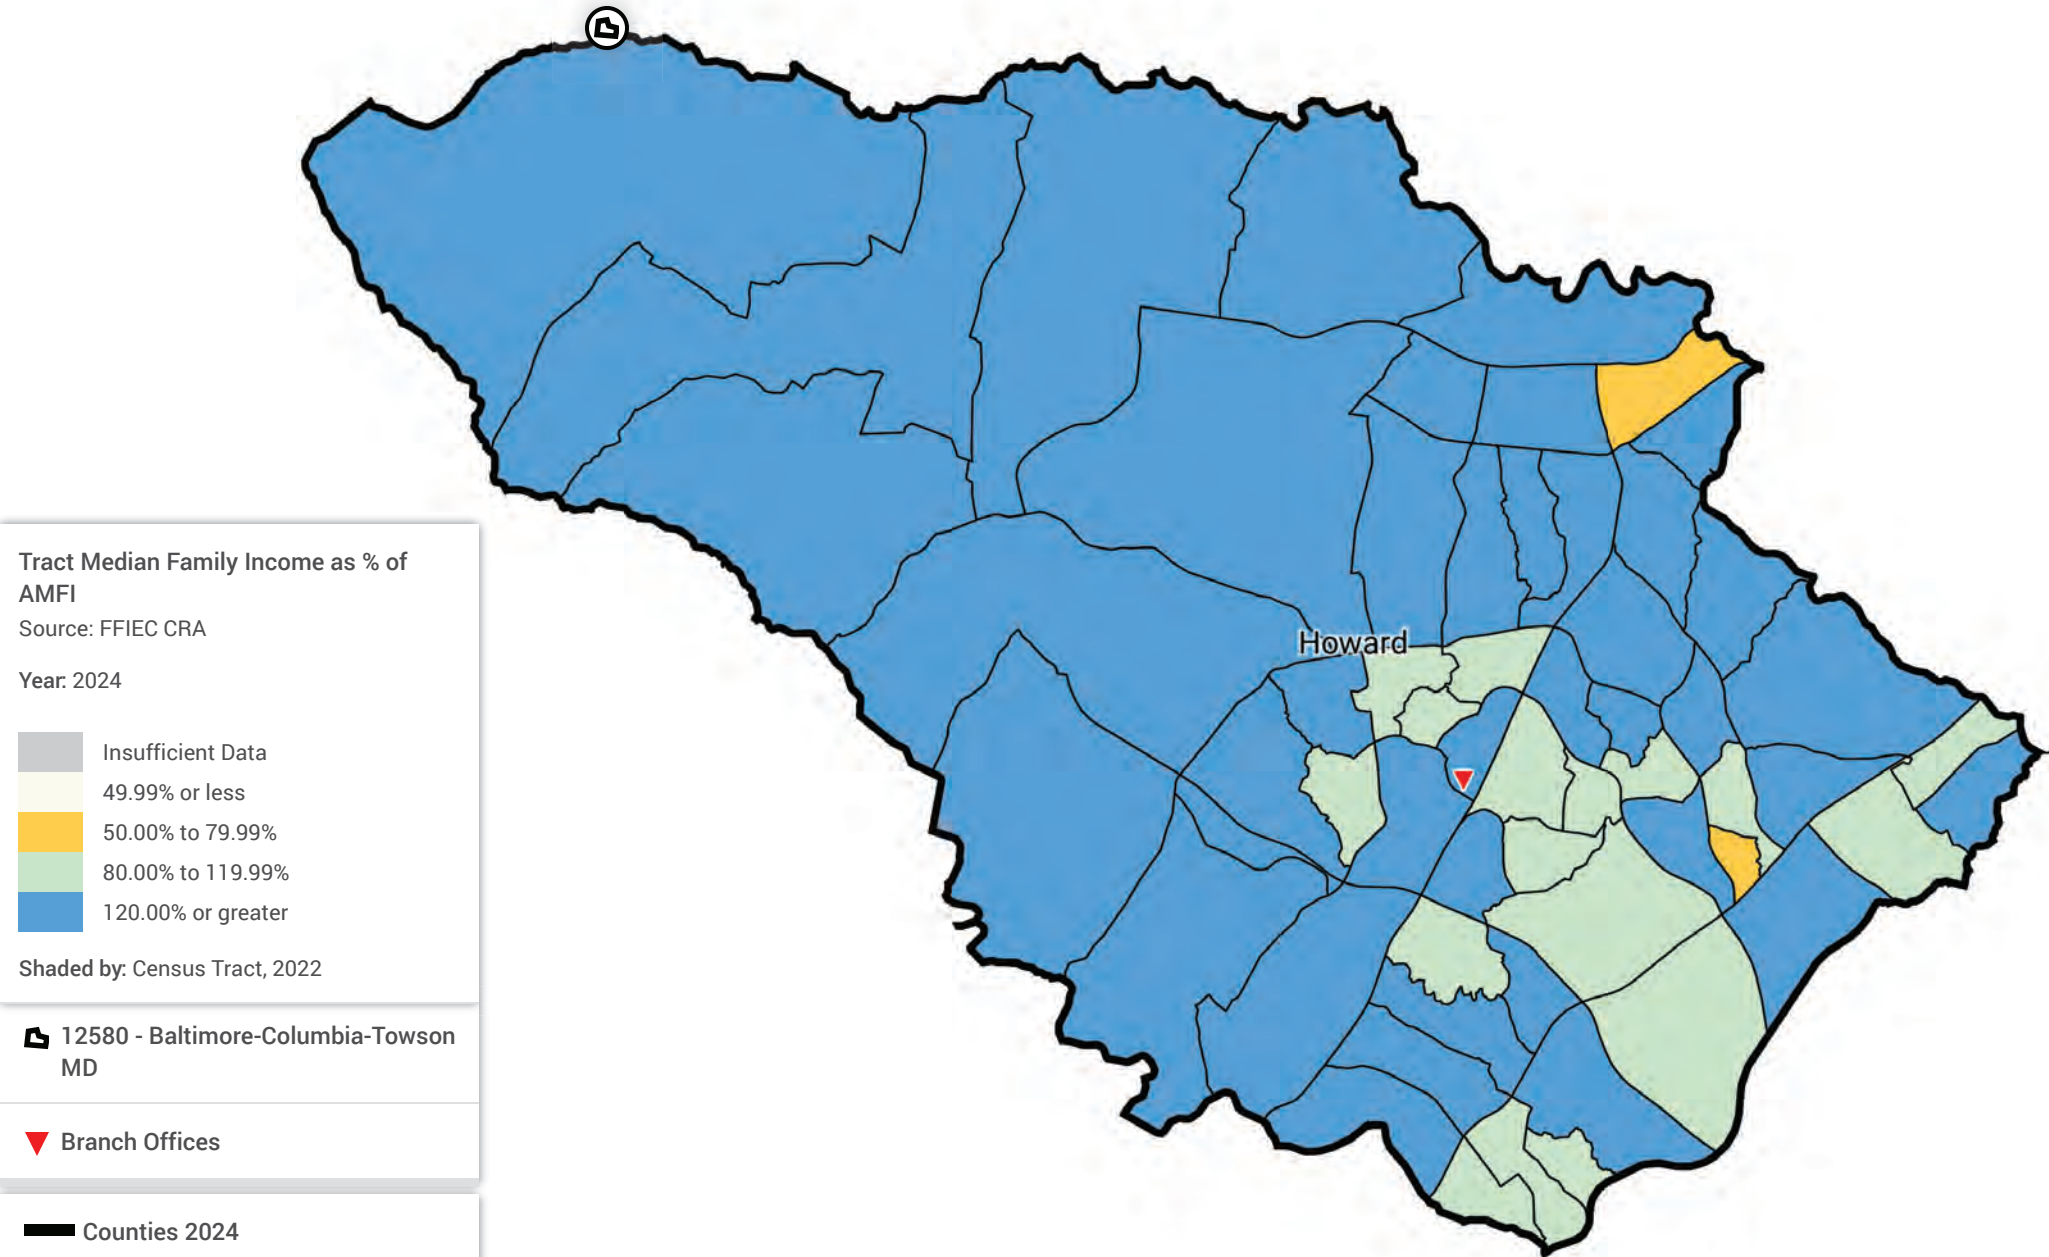 Howard
Tract Median Family Income as % of
AMFI
Source: FFIEC CRA
Year: 2024
Insufficient Data
49.99% or less
50.00% to 79.99%
80.00% to 119.99%
120.00% or greater
Shaded by: Census Tract, 2022
12580 - Baltimore-Columbia-Towson
MD
Branch Offices
Counties 2024